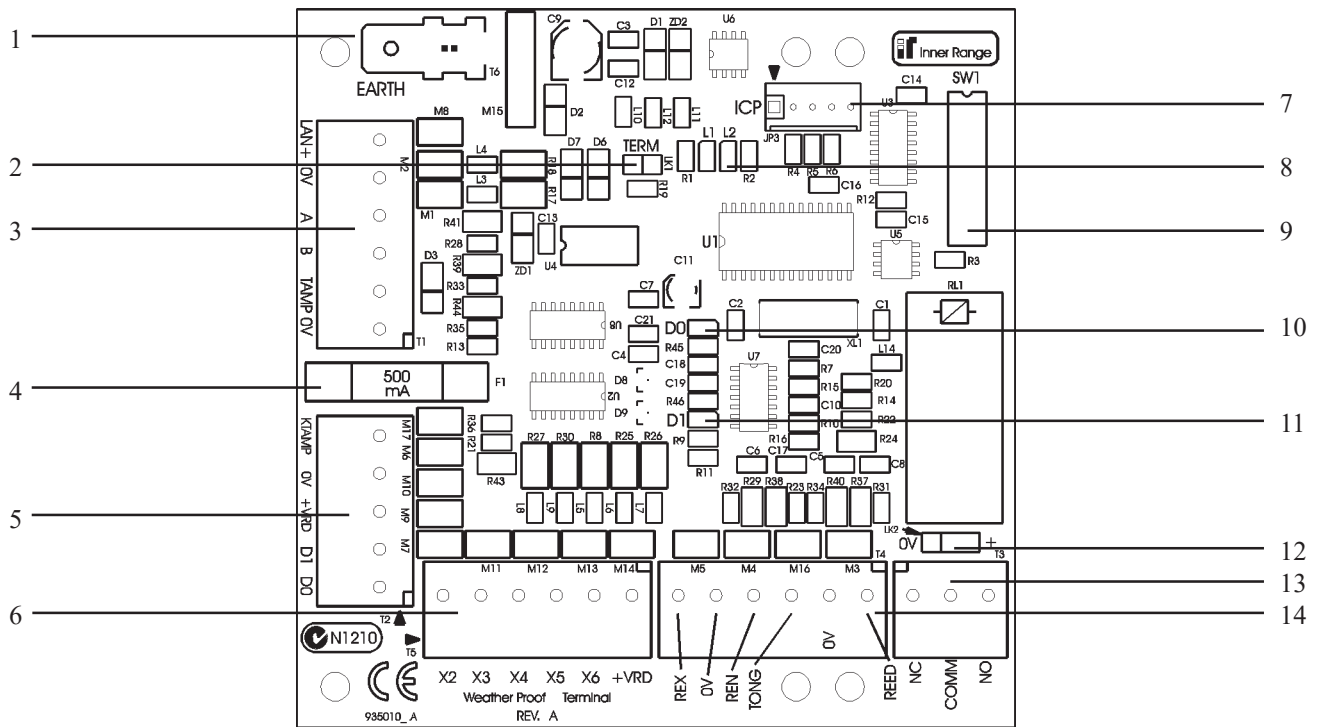 1
2
3
4
5
6
7
8
9
10
11
12
13
14
EARTH
T6
M15
C9
C3
D1
ZD2
U6
C12
D2
L10
L12
L11
ICP
JP3
Inner Range
SW1
C14
U3
LAN+ 0V A B TAMP 0V
M8
M2
M1
L4
L3
R18
R17
D7
D6
TERM
LK1
R19
L1
L2
R1
R2
R4
R5
R6
C16
R12
C15
U5
R3
R41
R28
R39
R33
R44
R35
R13
D3
T1
C13
ZD1
U4
U1
C11
C7
C2
C1
XL1
RL1
U8
C21
C4
D0
R45
C18
C19
R46
D1
R9
R11
U7
C20
R7
R15
C10
R10
R16
L14
R20
R14
R22
R24
500
mA
F1
U2
D8
D9
KTAMP 0V +VRD D1 D0
M17
M6
M10
M9
M7
R36
R21
R43
R27
R30
R8
R25
R26
L8
L9
L5
L6
L7
C6
C17
C5
C8
R32
R29
R38
R23
R34
R40
R37
R31
LK2
0V
+
T3
T4
M11
M12
M13
M14
M5
M4
M16
M3
T2
T5
N1210
CE
935010_A
X2 X3 X4 X5 X6 +VRD
Weather Proof Terminal
REV. A
REX
0V
REN
TONG
0V
REED
NC
COMM
NO